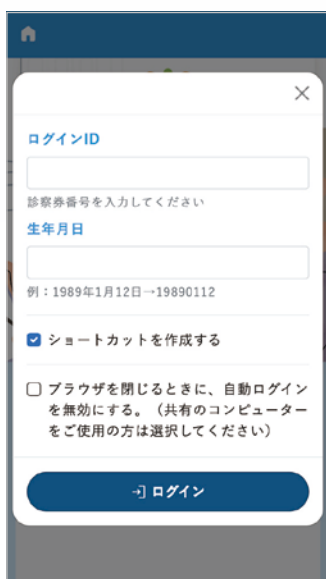 ログインID
診察券番号を入力してください
生年月日
例：1989年1月12日→19890112
ショートカットを作成する
ブラウザを閉じるときに、自動ログイン
を無効にする。（共有のコンピューター
をご使用の方は選択してください）
ログイン